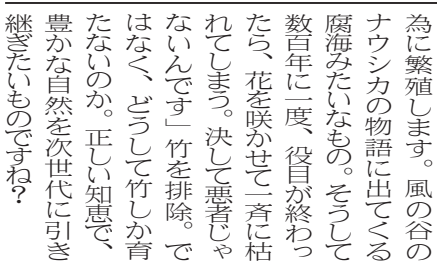 為に繁殖します。風の谷の
ナウシカの物語に出てくる
腐海みたいなもの。そうして
数百年に一度、役目が終わっ
たら、花を咲かせて一斉に枯
れてしまう。決して悪者じゃ
ないんです」竹を排除。で
はなく、どうして竹しか育
たないのか。正しい知恵で、
豊かな自然を次世代に引き
継ぎたいものですね?